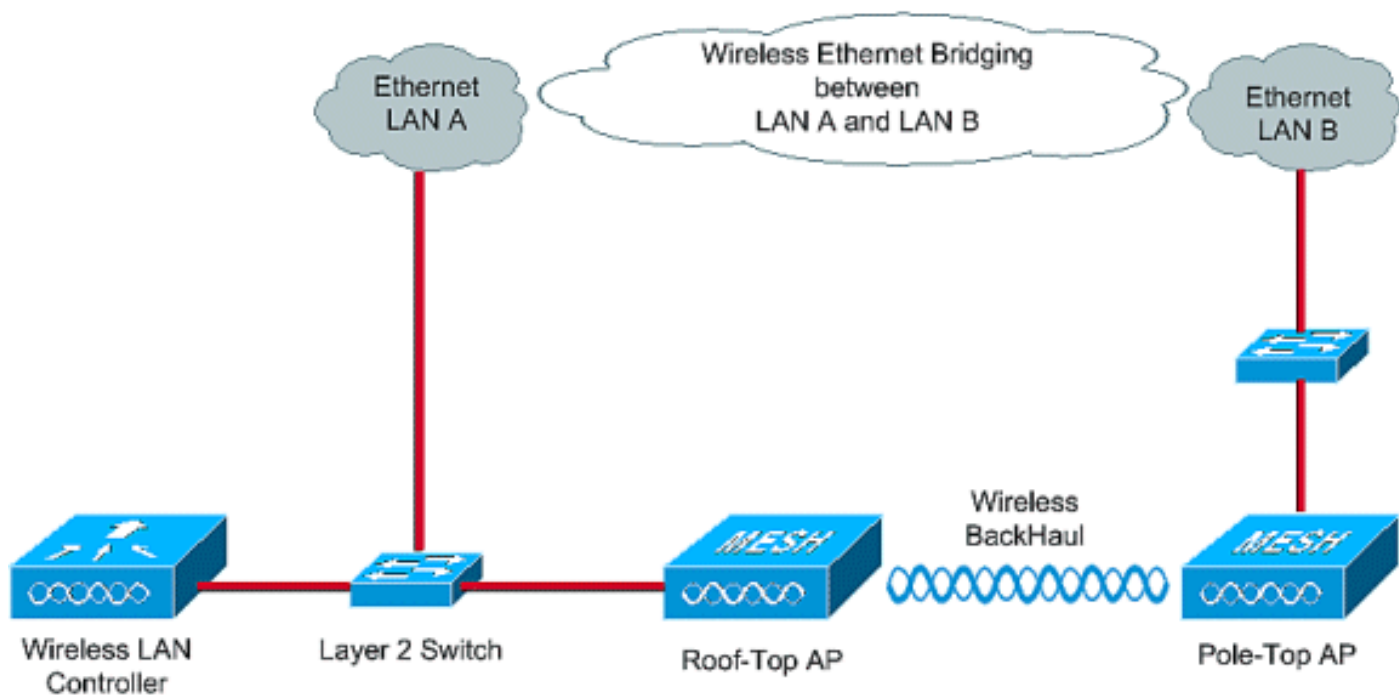 Ethernet
LAN A
Wireless Ethernet Bridging
between
LAN A and LAN B
Ethernet
LAN B
Wireless
BackHaul
MESH
MESH
Wireless LAN
Controller
Layer 2 Switch
Roof-Top AP
Pole-Top AP